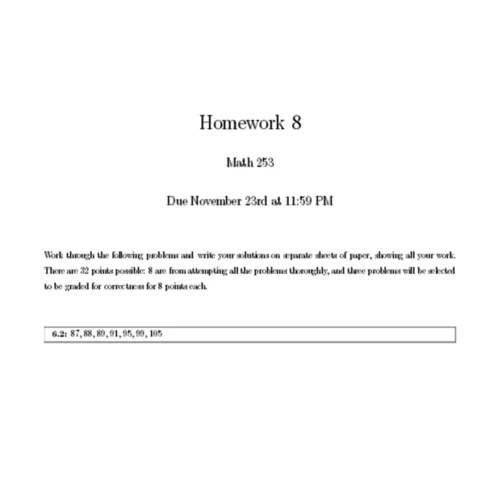 Homework 8
Math 253
Due November 23rd at 11:59 PM
Work through the following problems and write your solutions on separate sheets of paper, showing all your work.
There are 32 points possible: 8 are from attempting all the problems thoroughly, and three problems will be selected
to be graded for correctness for 8 points each.
6.2: 87, 88, 89, 91, 95, 99, 105